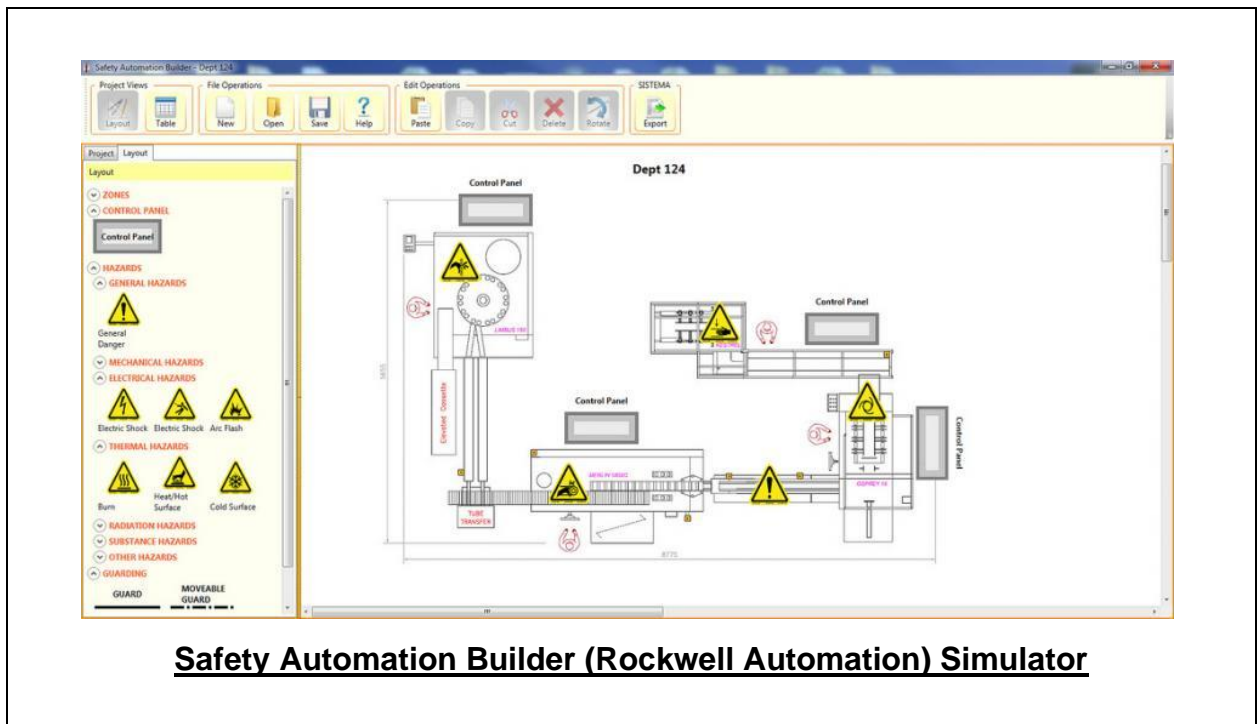 Safety Automation Builder - Dept 124
Project Views
File Operations
Edit Operations
SISTEMA
Layout
Table
New
Open
Save
Help
Paste
Copy
Cut
Delete
Rotate
Export
Project
Layout
Layout
ZONES
CONTROL PANEL
Control Panel
HAZARDS
GENERAL HAZARDS
General
Danger
MECHANICAL HAZARDS
ELECTRICAL HAZARDS
Electric Shock
Electric Shock
Arc Flash
THERMAL HAZARDS
Burn
Heat/Hot
Surface
Cold Surface
RADIATION HAZARDS
SUBSTANCE HAZARDS
OTHER HAZARDS
GUARDING
GUARD
MOVEABLE
GUARD
Dept 124
Control Panel
Control Panel
Control Panel
Control Panel
Elevated Conveyor
TUBE
TRANSFER
8770
Safety Automation Builder (Rockwell Automation) Simulator